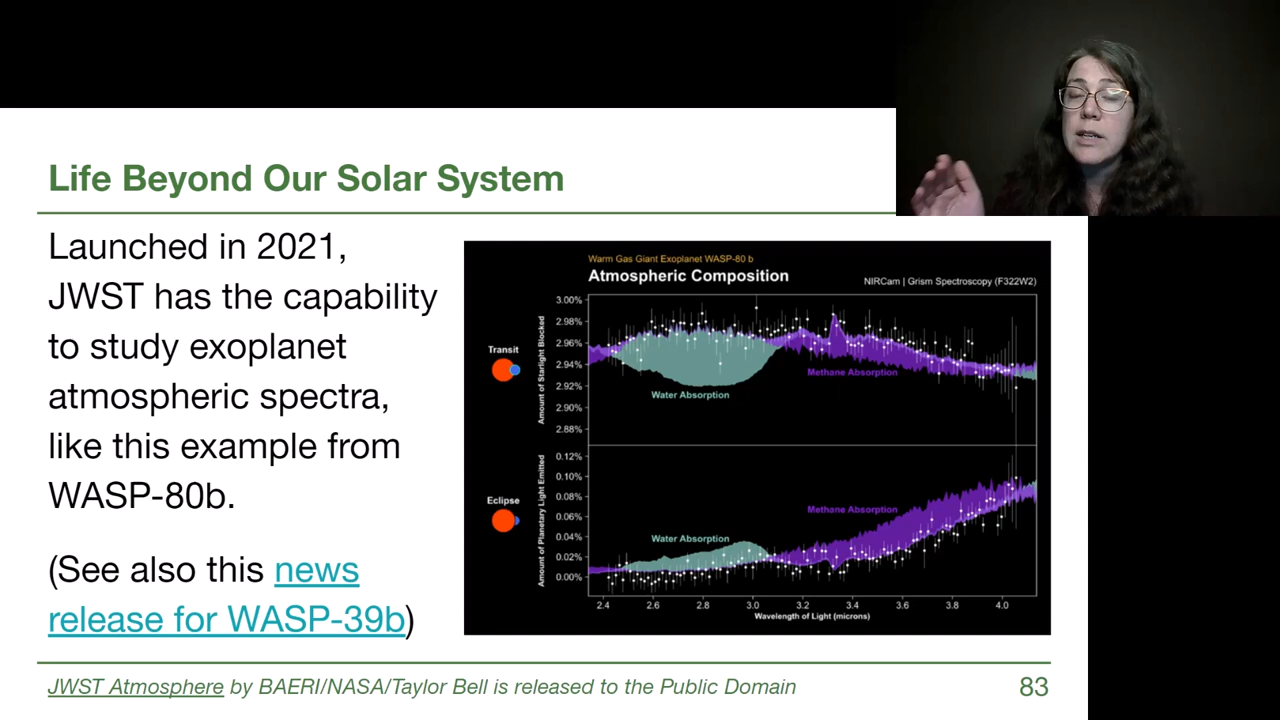 Life Beyond Our Solar System
Launched in 2021,
JWST has the capability
to study exoplanet
atmospheric spectra,
like this example from
WASP-80b.
(See also this news
release for WASP-39b)
Warm Gas Giant Exoplanet WASP-80 b
Atmospheric Composition
NIRCam | Grism Spectroscopy (F322W2)
Transit
Amount of Starlight Blocked
3.00%
2.98%
2.96%
2.94%
2.92%
2.90%
2.88%
Methane Absorption
Water Absorption
Eclipse
Amount of Planetary Light Emitted
0.12%
0.10%
0.08%
0.06%
0.04%
0.02%
0.00%
Methane Absorption
Water Absorption
2.4 2.6 2.8 3.0 3.2 3.4 3.6 3.8 4.0
Wavelength of Light (microns)
JWST Atmosphere by BAERI/NASA/Taylor Bell is released to the Public Domain
83